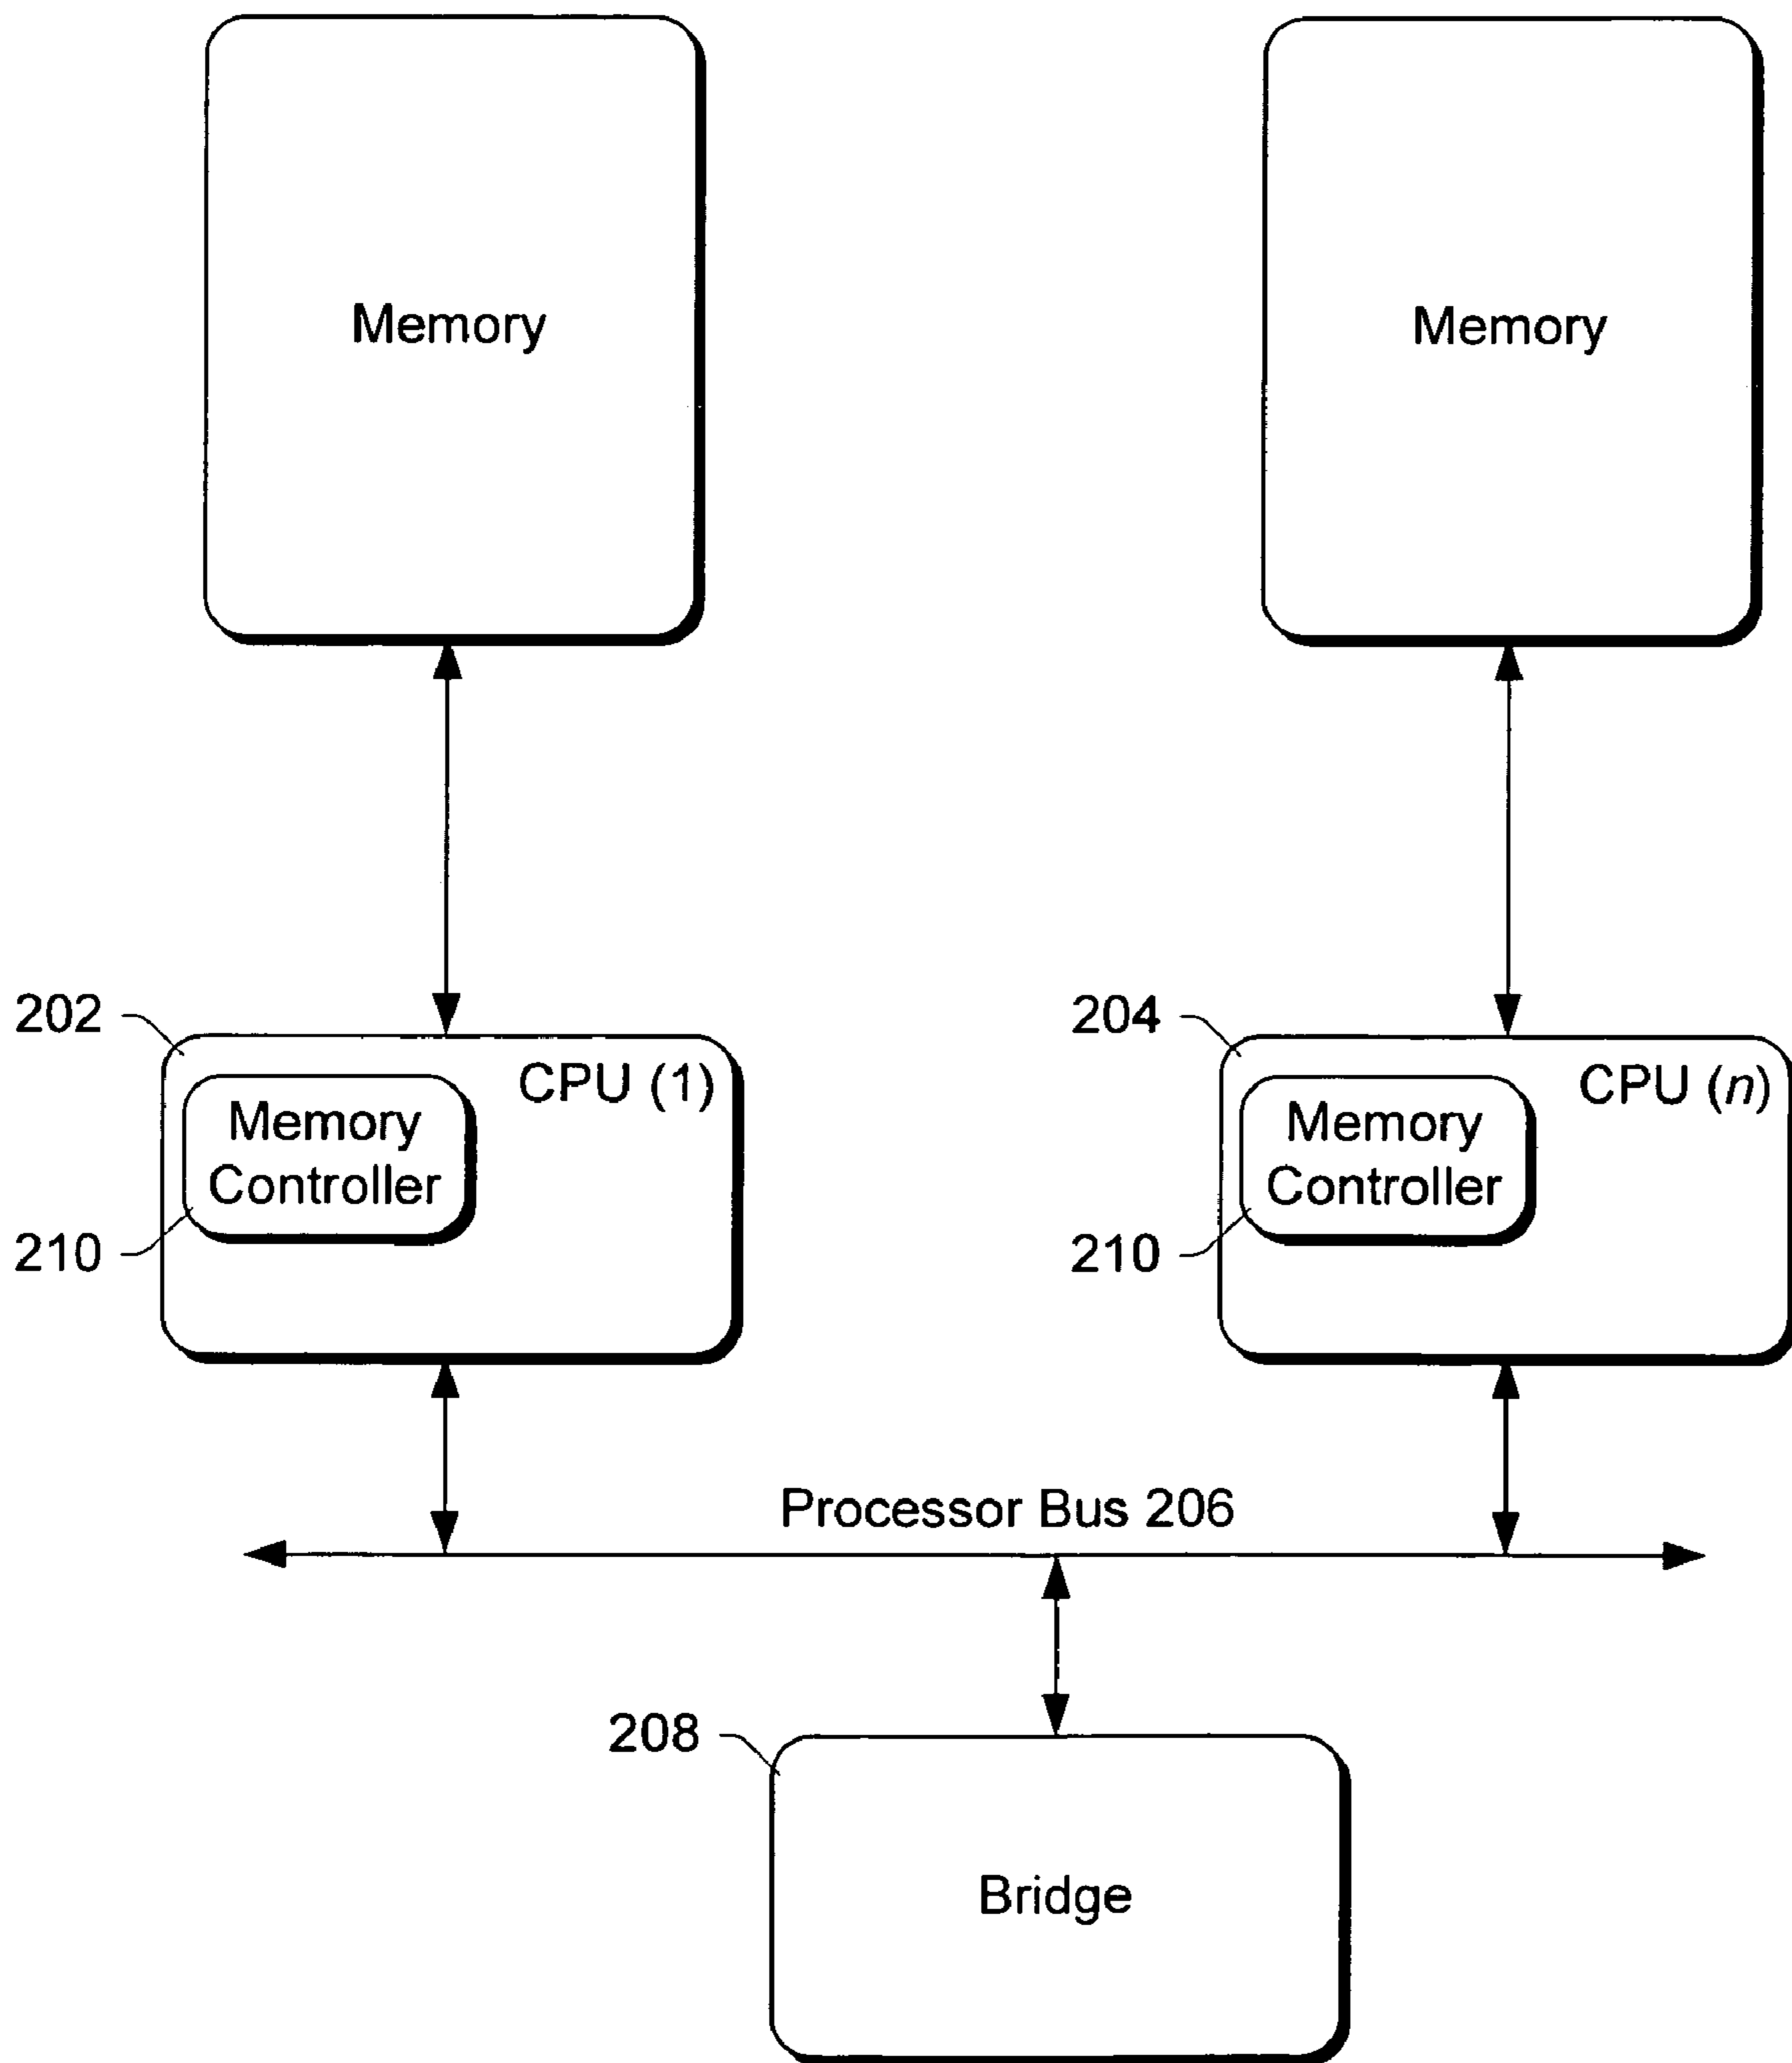 Memory
Memory
202
CPU (1)
Memory
Controller
210
204
CPU (n)
Memory
Controller
210
Processor Bus 206
208
Bridge